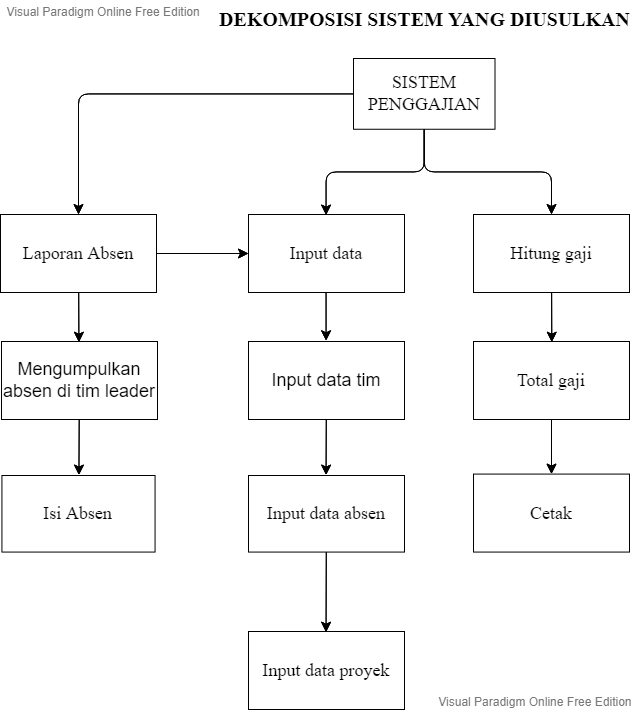 Visual Paradigm Online Free Edition
DEKOMPOSISI SISTEM YANG DIUSULKAN
SISTEM
PENGGAJIAN
Laporan Absen
Input data
Hitung gaji
Mengumpulkan
absen di tim leader
Input data tim
Total gaji
Isi Absen
Input data absen
Cetak
Input data proyek
Visual Paradigm Online Free Edition